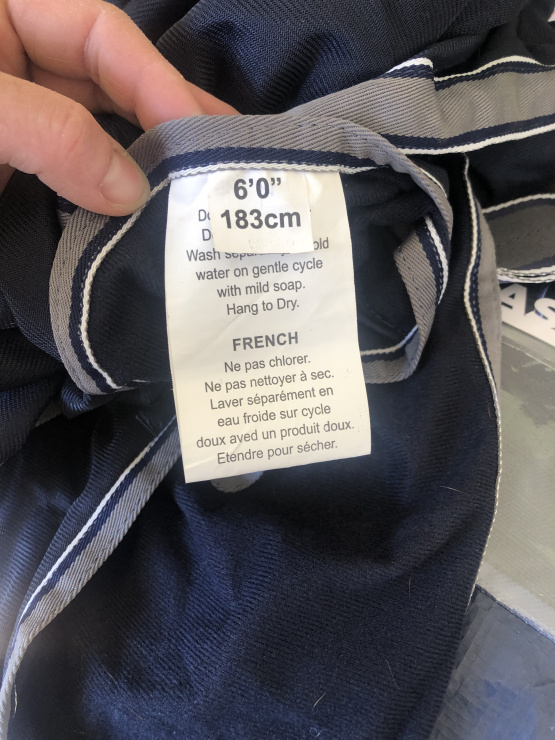 6'0"
183cm
Wash
water on gentle cycle
with mild soap.
Hang to Dry.
FRENCH
Ne pas chlorer.
Ne pas nettoyer à sec.
Laver séparément en
eau froide sur cycle
doux aved un produit doux.
Etendre pour sécher.
AS